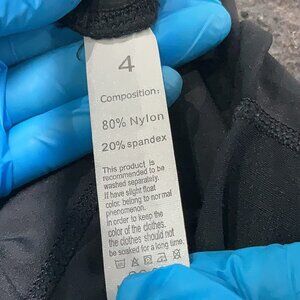 4
Composition:
80% Nylon
20% spandex
This product is
recommended to be
washed separately.
If have slight float
color, belong to normal
phenomenon.
in order to keep the
color of the clothes,
the clothes should not
be soaked for a long time.